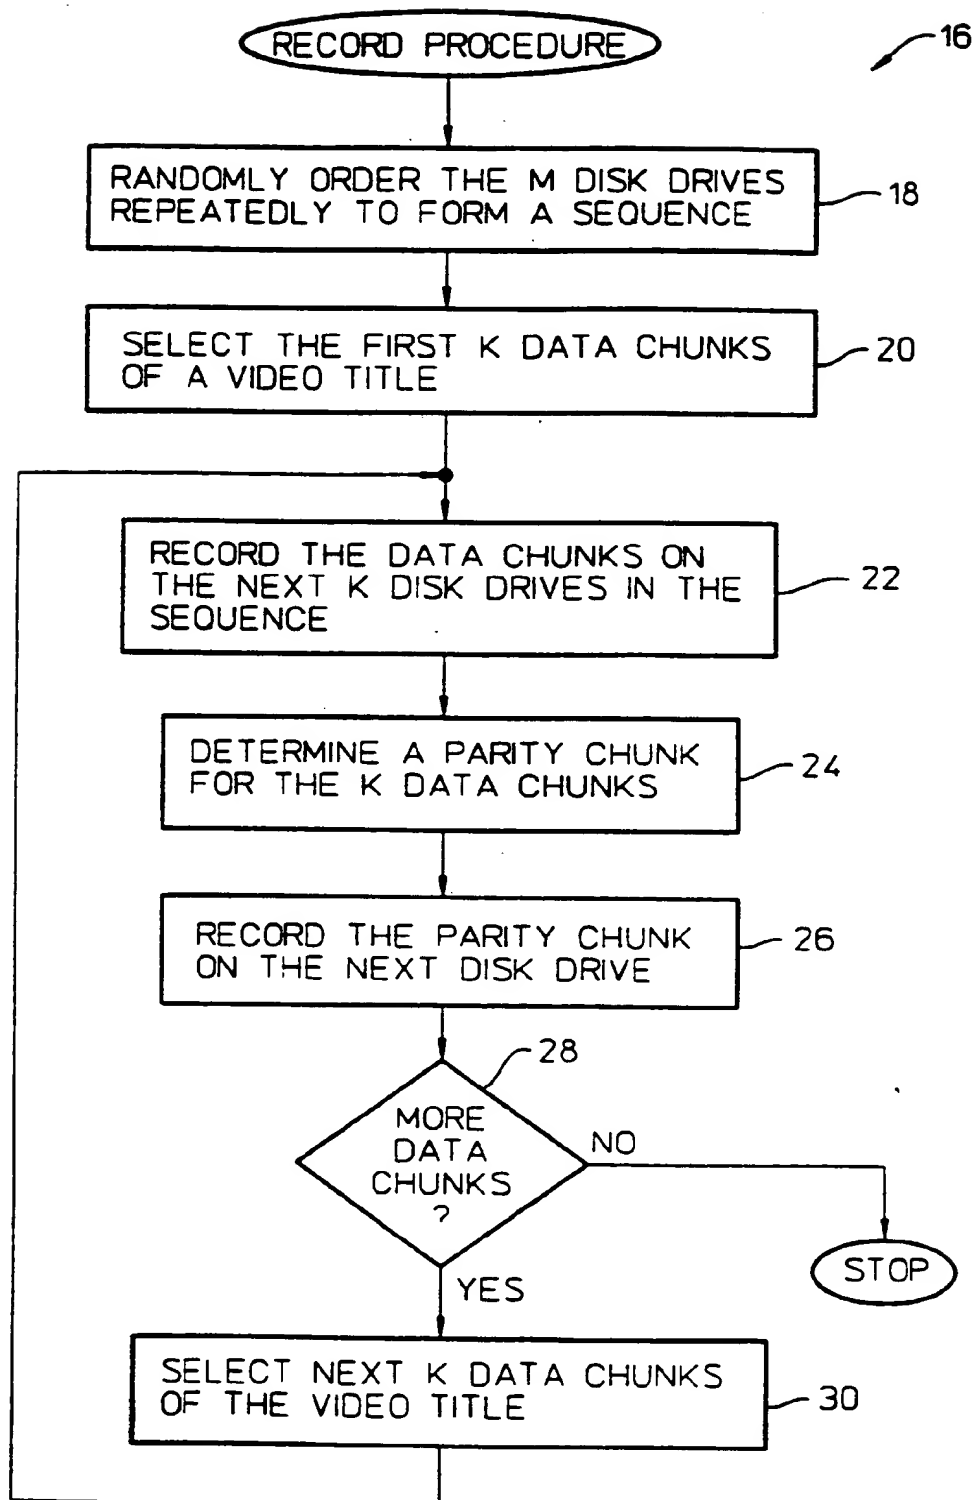 RECORD PROCEDURE
16
RANDOMLY ORDER THE M DISK DRIVES
REPEATEDLY TO FORM A SEQUENCE
18
SELECT THE FIRST K DATA CHUNKS
OF A VIDEO TITLE
20
RECORD THE DATA CHUNKS ON
THE NEXT K DISK DRIVES IN THE
SEQUENCE
22
DETERMINE A PARITY CHUNK
FOR THE K DATA CHUNKS
24
RECORD THE PARITY CHUNK
ON THE NEXT DISK DRIVE
26
28
MORE
DATA
CHUNKS
?
NO
STOP
YES
SELECT NEXT K DATA CHUNKS
OF THE VIDEO TITLE
30